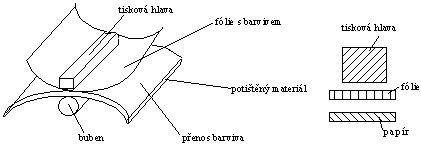 tisková hlava
fólie s barvivem
potištěný materiál
přenos barviva
buben
tisková hlava
fólie
papír